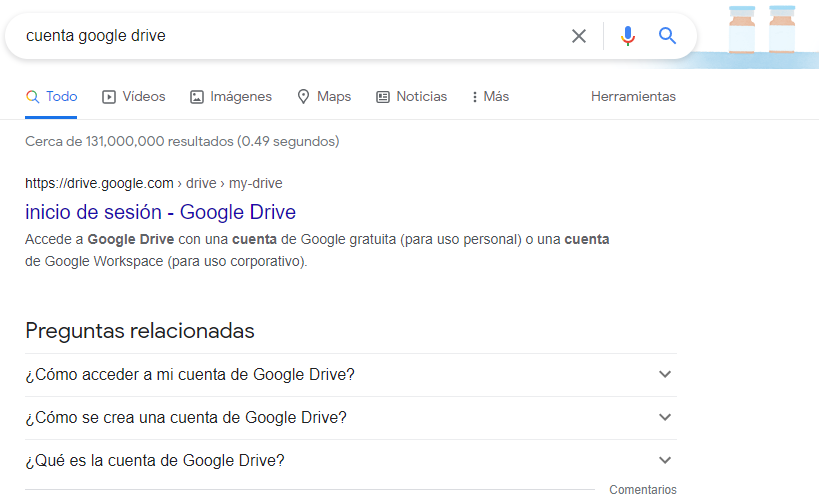 cuenta google drive
Todo Vídeos Imágenes Maps Noticias Más Herramientas
Cerca de 131,000,000 resultados (0.49 segundos)
https://drive.google.com › drive › my-drive
inicio de sesión - Google Drive
Accede a Google Drive con una cuenta de Google gratuita (para uso personal) o una cuenta
de Google Workspace (para uso corporativo).
Preguntas relacionadas
¿Cómo acceder a mi cuenta de Google Drive?
¿Cómo se crea una cuenta de Google Drive?
¿Qué es la cuenta de Google Drive?
Comentarios